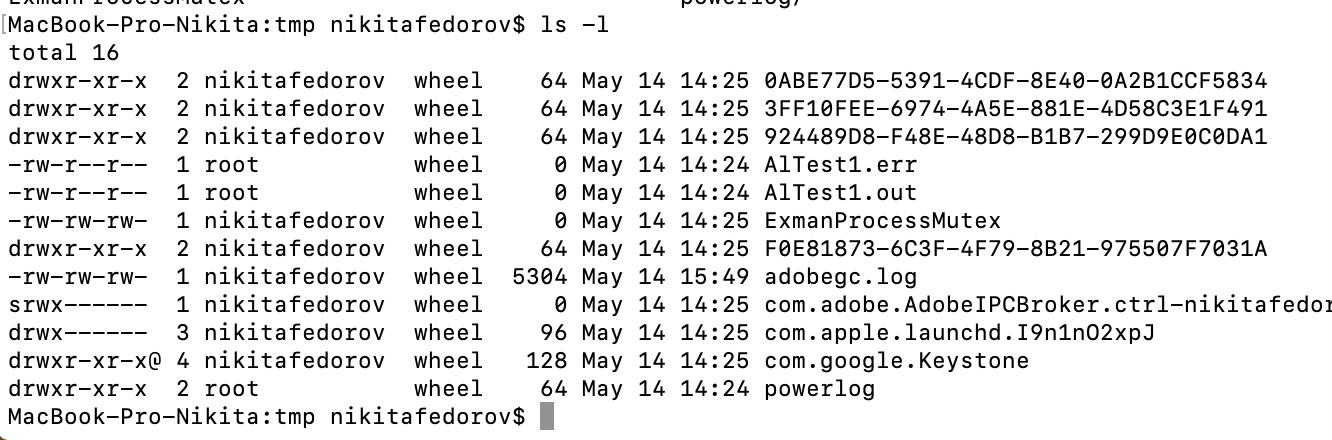 ExmanProcessMutex powerlog/
[MacBook-Pro-Nikita:tmp nikitafedorov$ ls -l
total 16
drwxr-xr-x  2 nikitafedorov  wheel    64 May 14 14:25 0ABE77D5-5391-4CDF-8E40-0A2B1CCF5834
drwxr-xr-x  2 nikitafedorov  wheel    64 May 14 14:25 3FF10FEE-6974-4A5E-881E-4D58C3E1F491
drwxr-xr-x  2 nikitafedorov  wheel    64 May 14 14:25 924489D8-F48E-48D8-B1B7-299D9E0C0DA1
-rw-r--r--  1 root           wheel     0 May 14 14:24 AlTest1.err
-rw-r--r--  1 root           wheel     0 May 14 14:24 AlTest1.out
-rw-rw-rw-  1 nikitafedorov  wheel     0 May 14 14:25 ExmanProcessMutex
drwxr-xr-x  2 nikitafedorov  wheel    64 May 14 14:25 F0E81873-6C3F-4F79-8B21-975507F7031A
-rw-rw-rw-  1 nikitafedorov  wheel  5304 May 14 15:49 adobegc.log
srwx------  1 nikitafedorov  wheel     0 May 14 14:25 com.adobe.AdobeIPCBroker.ctrl-nikitafedor
drwx------  3 nikitafedorov  wheel    96 May 14 14:25 com.apple.launchd.I9n1nO2xpJ
drwxr-xr-x@ 4 nikitafedorov  wheel   128 May 14 14:25 com.google.Keystone
drwxr-xr-x  2 root           wheel    64 May 14 14:24 powerlog
MacBook-Pro-Nikita:tmp nikitafedorov$